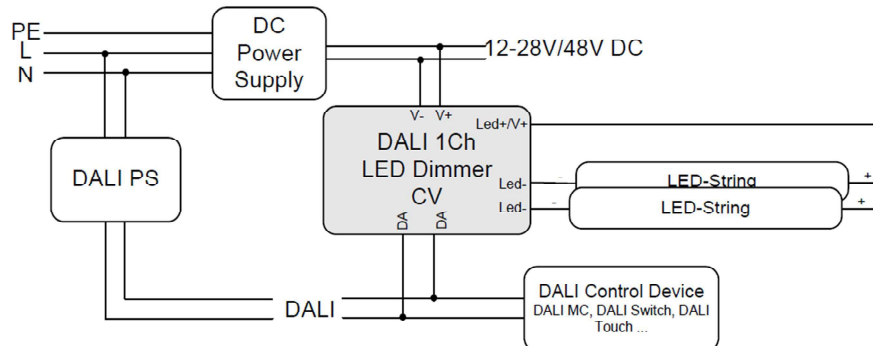 PE
L
N
DC
Power
Supply
12-28V/48V DC
V- V+
Led+/V+
DALI 1Ch
LED Dimmer
CV
Led-
Led-
DA
DA
- LED-String +
- LED-String +
DALI PS
DALI
DALI Control Device
DALI MC, DALI Switch, DALI
Touch ...